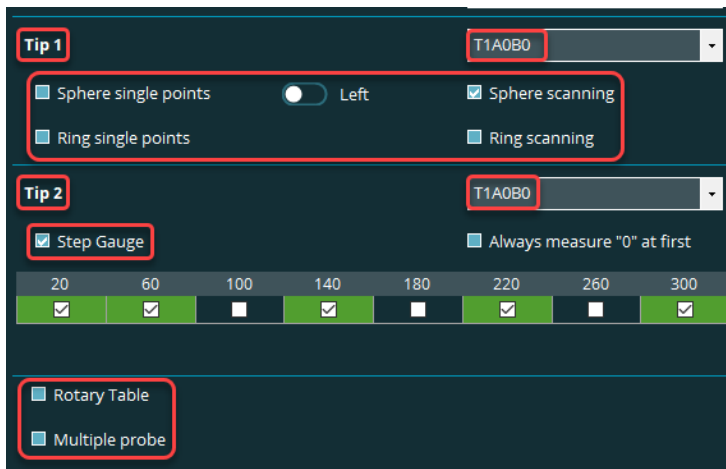 Tip 1 T1A0B0
Sphere single points Left Sphere scanning
Ring single points Ring scanning
Tip 2 T1A0B0
Step Gauge Always measure "0" at first
20 60 100 140 180 220 260 300
Rotary Table
Multiple probe